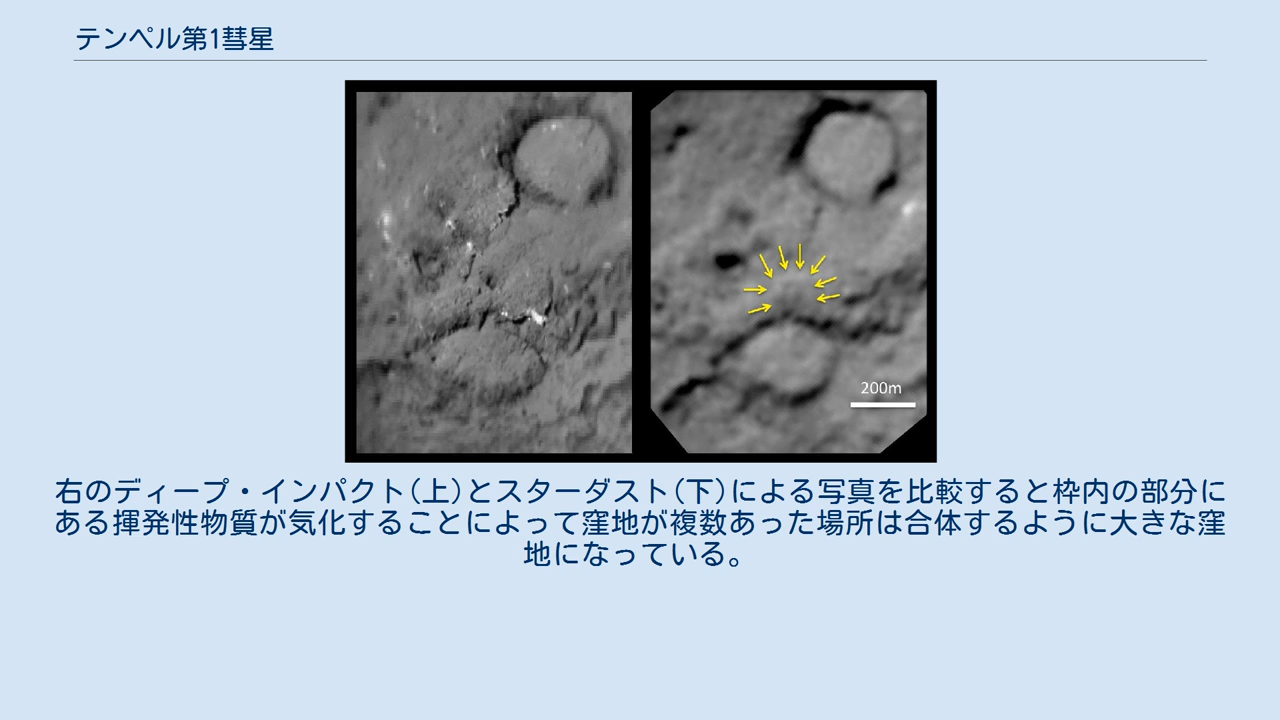 テンペル第1彗星
200m
右のディープ・インパクト(上)とスターダスト(下)による写真を比較すると枠内の部分に
ある揮発性物質が気化することによって窪地が複数あった場所は合体するように大きな窪
地になっている。